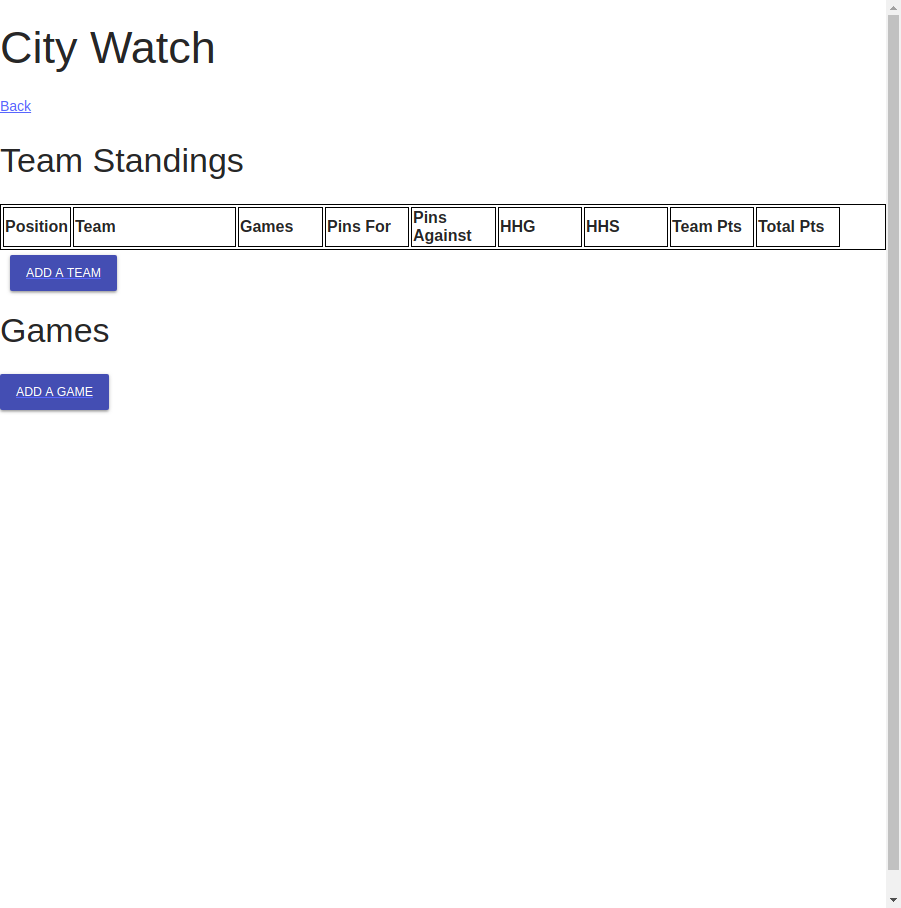 City Watch
Back
Team Standings
Position Team Games Pins For Pins Against HHG HHS Team Pts Total Pts
ADD A TEAM
Games
ADD A GAME